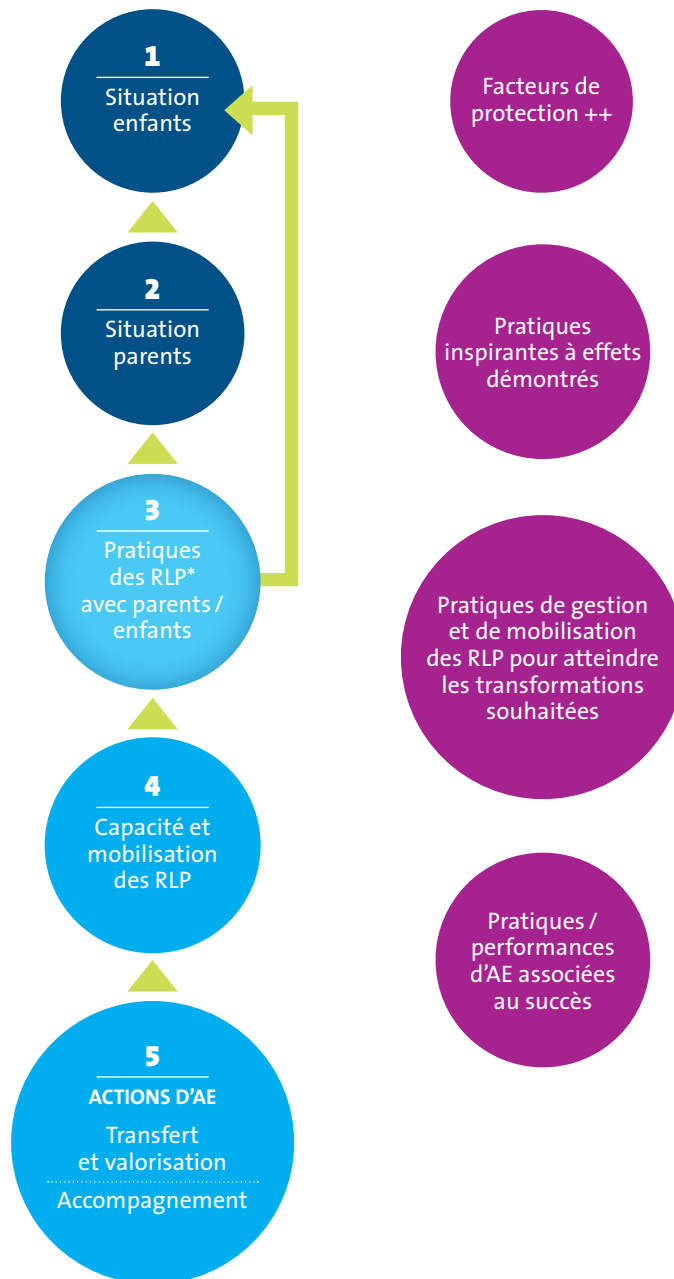 1
Situation
enfants
2
Situation
parents
3
Pratiques
des RLP*
avec parents /
enfants
4
Capacité et
mobilisation
des RLP
5
ACTIONS D'AE
Transfert
et valorisation
Accompagnement
Facteurs de
protection ++
Pratiques
inspirantes à effets
démontrés
Pratiques de gestion
et de mobilisation
des RLP pour atteindre
les transformations
souhaitées
Pratiques /
performances
d'AE associées
au succès